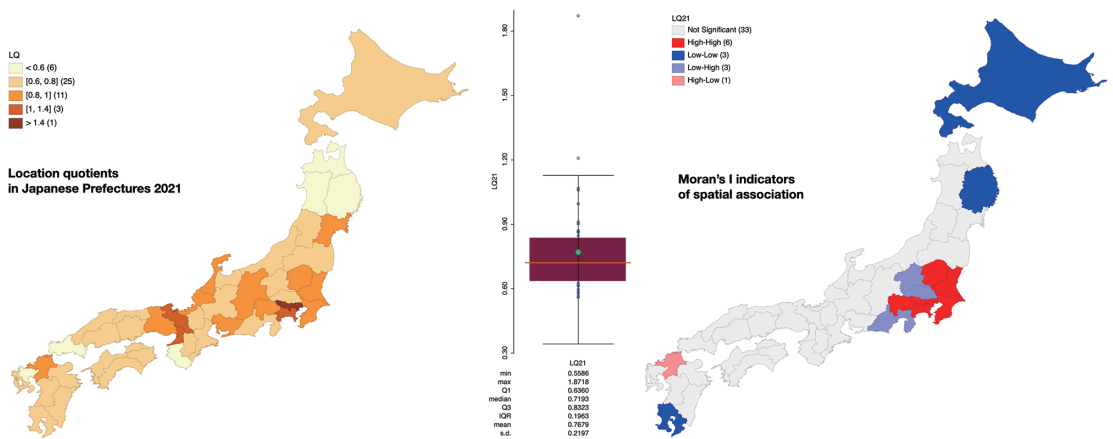 LQ
< 0.6 (6)
[0.6, 0.8] (25)
[0.8, 1] (11)
[1, 1.4] (3)
> 1.4 (1)
Location quotients
in Japanese Prefectures 2021
LQ21
1.80
1.50
1.20
0.90
0.60
0.30
LQ21
min 0.5586
max 1.8718
Q1 0.6360
median 0.7193
Q3 0.8323
IQR 0.1963
mean 0.7679
s.d. 0.2197
LQ21
Not Significant (33)
High-High (6)
Low-Low (3)
Low-High (3)
High-Low (1)
Moran's I indicators
of spatial association